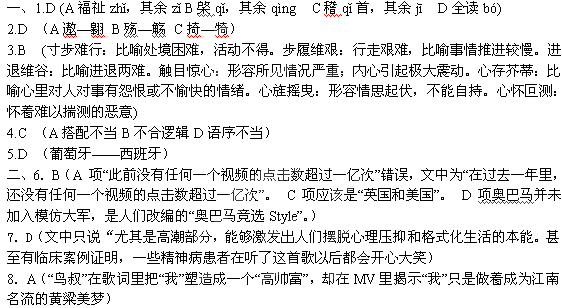 一、1.D (A 福祉 zhǐ，其余 zī B 綮 qǐ，其余 qìng    C 稽 qǐ 首，其余 jī    D 全读 bó)
2.D   （A 遨—翱  B 殇—觞  C 掎—犄）
3.B   （寸步难行：比喻处境困难，活动不得。步履维艰：行走艰难，比喻事情推进较慢。进
退维谷：比喻进退两难。触目惊心：形容所见情况严重；内心引起极大震动。心存芥蒂：比
喻心里对人对事有怨恨或不愉快的情绪。心旌摇曳：形容情思起伏，不能自持。心怀叵测：
怀着难以揣测的恶意）
4.C  （A 搭配不当 B 不合逻辑 D 语序不当）
5.D  （葡萄牙——西班牙）
二、6．B（A  项“此前没有任何一个视频的点击数超过一亿次”错误，文中为“在过去一年里，
还没有任何一个视频的点击数超过一亿次”。  C 项应该是“英国和美国”。  D  项奥巴马并未
加入模仿大军，是人们改编的“奥巴马竞选 Style”。）
7．D（文中只说“尤其是高潮部分，能够激发出人们摆脱心理压抑和格式化生活的本能。甚
至有临床案例证明，一些精神病患者在听了这首歌以后都会开心大笑）
8．A（“鸟叔”在歌词里把“我”塑造成一个“高帅富”，却在 MV 里揭示“我”只是做着成为江南
名流的黄粱美梦）